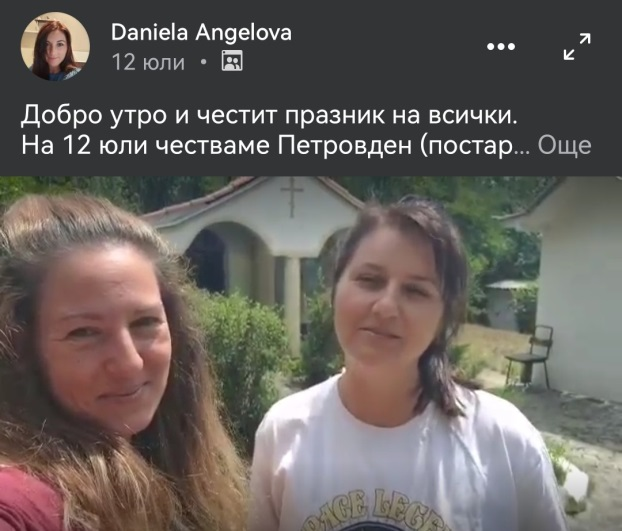 Daniela Angelova
12 юли •
Добро утро и честит празник на всички.
На 12 юли честваме Петровден (постар... Още